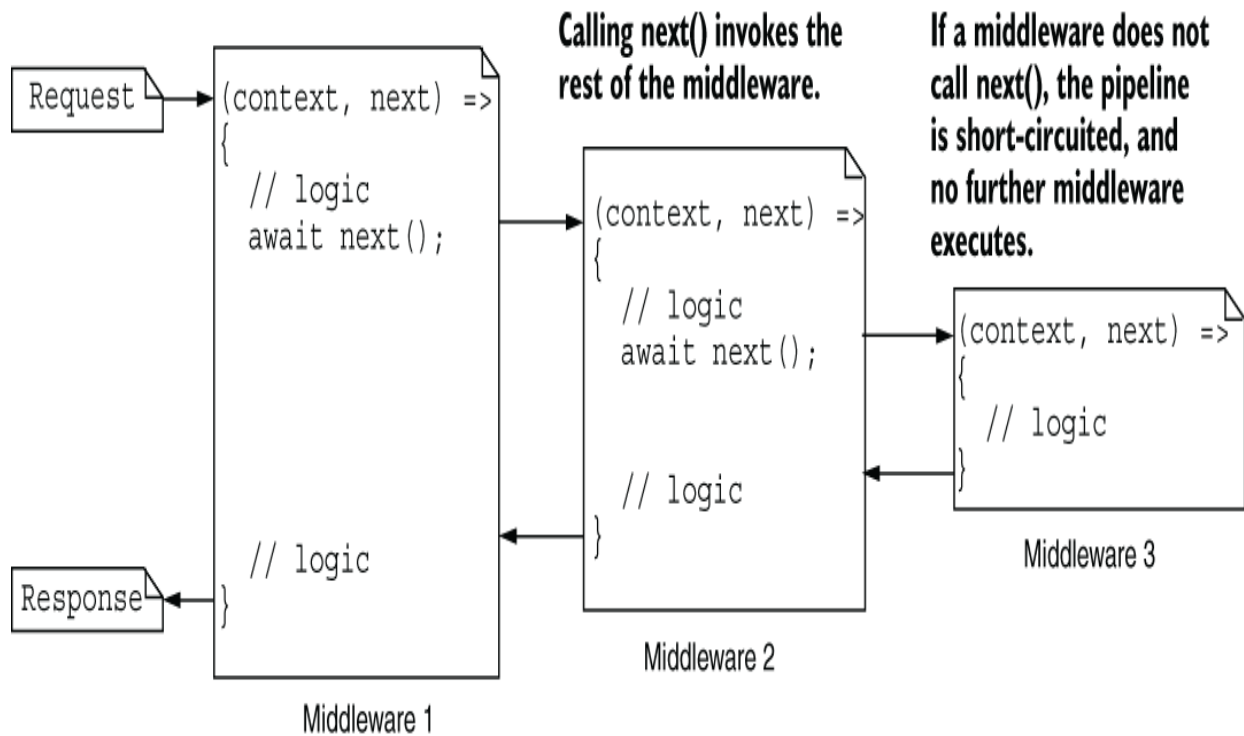 Calling next() invokes the
rest of the middleware.
If a middleware does not
call next(), the pipeline
is short-circuited, and
no further middleware
executes.
Request
(context, next) =>
{
// logic
await next();
// logic
}
Response
Middleware 1
(context, next) =>
{
// logic
await next();
// logic
}
Middleware 2
(context, next) =>
{
// logic
}
Middleware 3